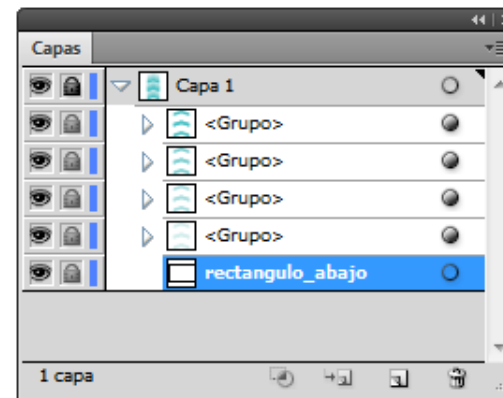 Capas
Capa 1
<Grupo>
<Grupo>
<Grupo>
<Grupo>
rectangulo_abajo
1 capa